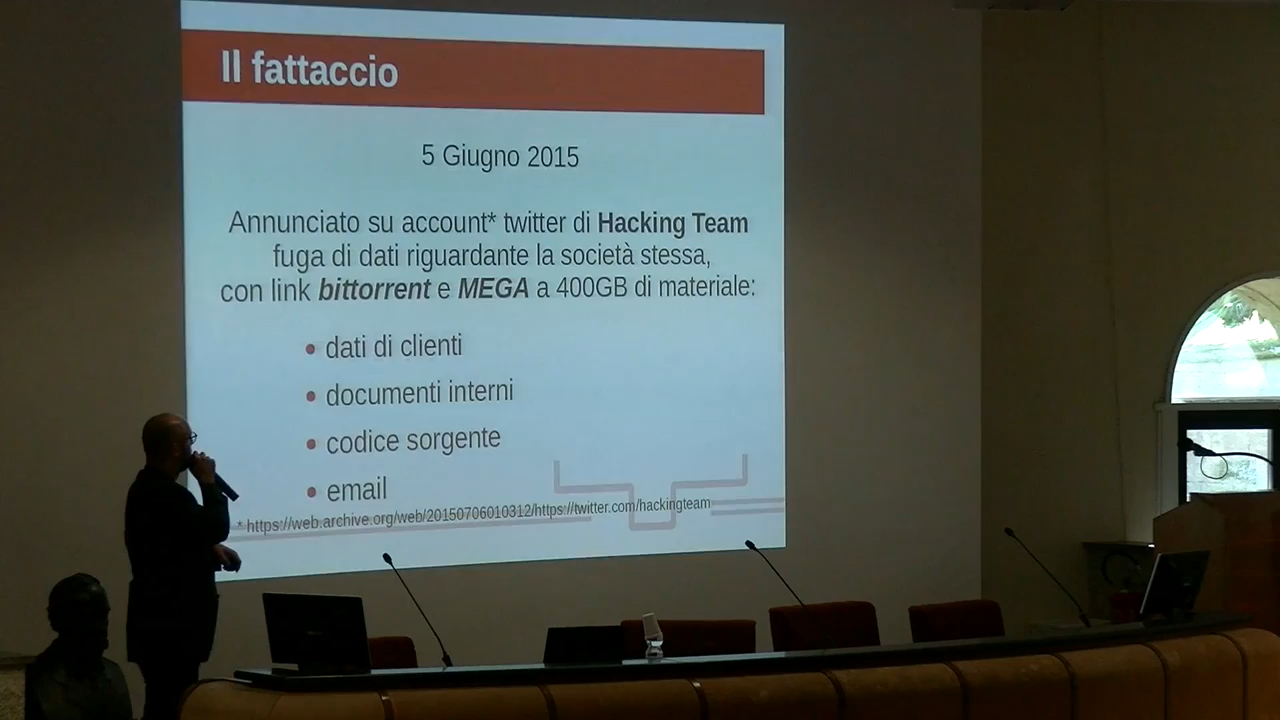 Il fattaccio
5 Giugno 2015
Annunciato su account* twitter di Hacking Team
fuga di dati riguardante la società stessa,
con link bittorrent e MEGA a 400GB di materiale:
• dati di clienti
• documenti interni
• codice sorgente
• email
* https://web.archive.org/web/20150706010312/https://twitter.com/hackingteam